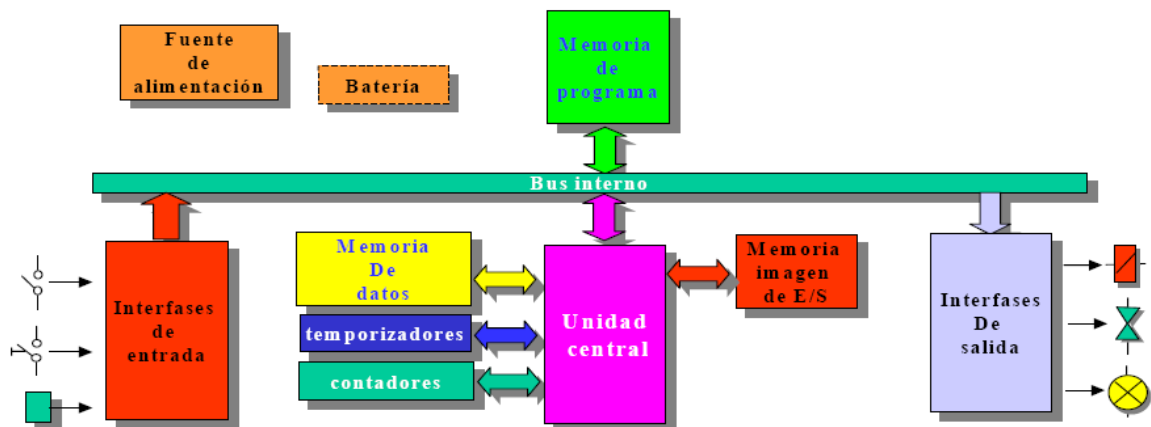 Fuente
de
alimentación
Batería
Memoria
de
programa
Bus interno
Interfases
de
entrada
Memoria
De
datos
temporizadores
contadores
Unidad
central
Memoria
imagen
de E/S
Interfases
De
salida